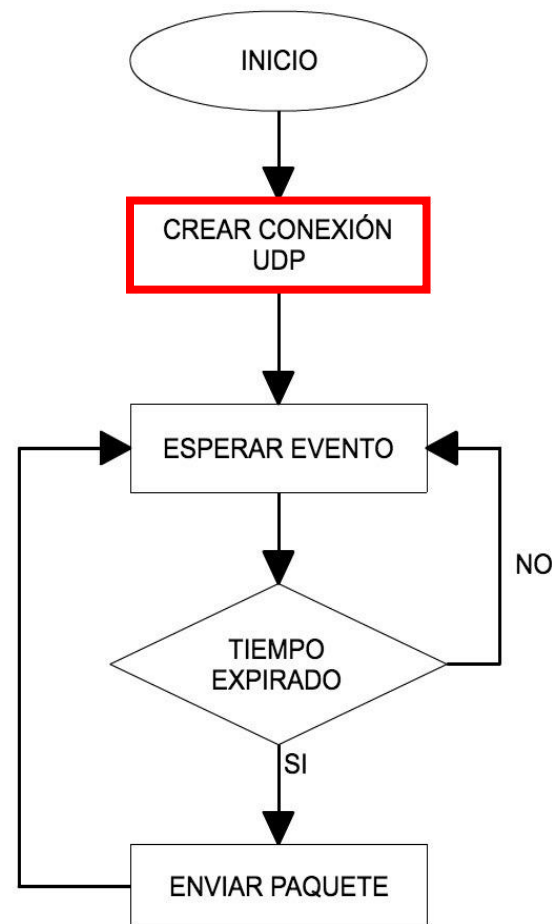 INICIO
CREAR CONEXIÓN
UDP
ESPERAR EVENTO
NO
TIEMPO
EXPIRADO
SI
ENVIAR PAQUETE